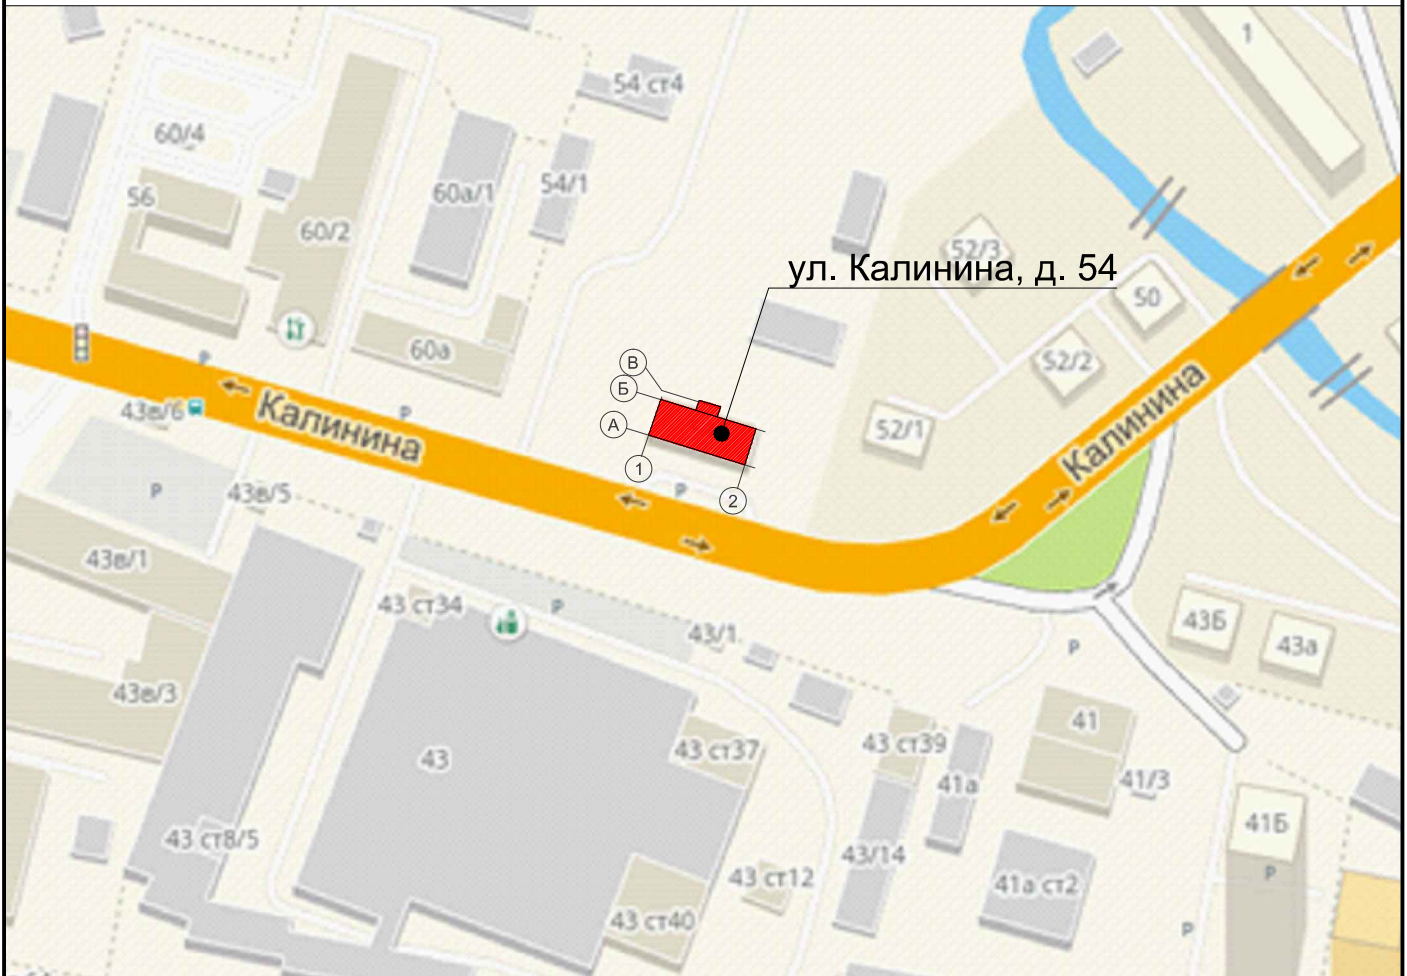 1
54 ст4
60/4
56
60/2
60а/1
54/1
52/3
ул. Калинина, д. 54
50
52/2
60а
P
В
Б
А
1
2
43в/6
P
Калинина
52/1
Калинина
P
P
43в/5
43в/1
43 ст34
P
43/1
P
43Б
43а
43в/3
43
43 ст37
43 ст39
41
41а
41/3
43 ст8/5
43/14
41Б
43 ст12
41а ст2
P
43 ст40
P